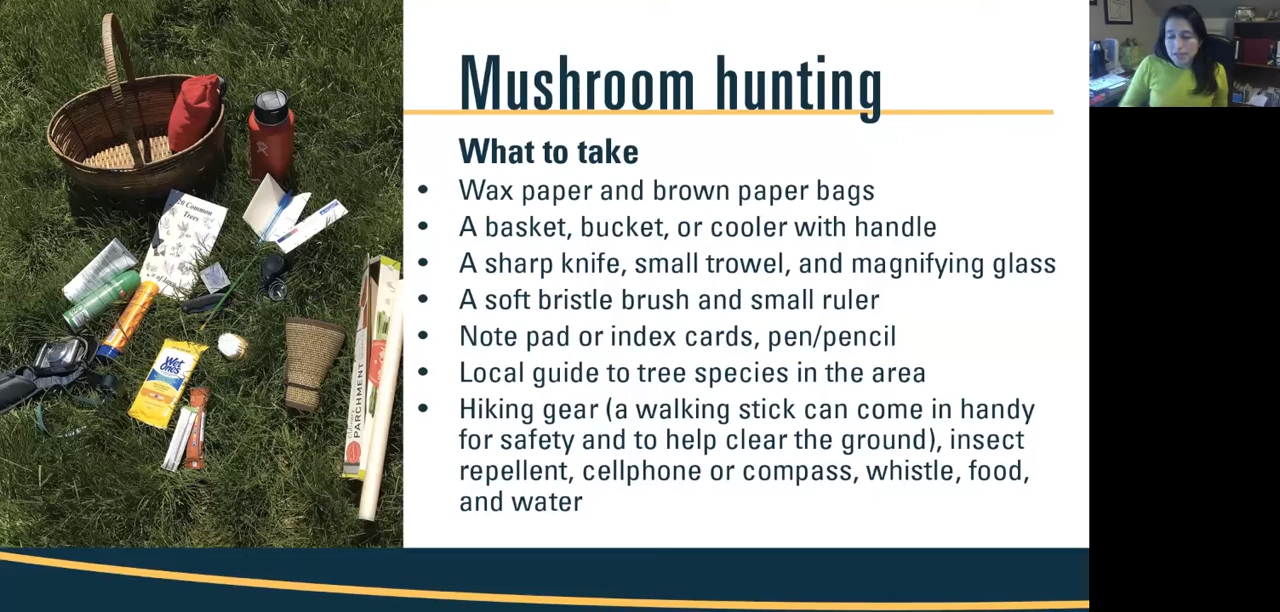 Mushroom hunting
What to take
• Wax paper and brown paper bags
• A basket, bucket, or cooler with handle
• A sharp knife, small trowel, and magnifying glass
• A soft bristle brush and small ruler
• Note pad or index cards, pen/pencil
• Local guide to tree species in the area
• Hiking gear (a walking stick can come in handy
for safety and to help clear the ground), insect
repellent, cellphone or compass, whistle, food,
and water
20 Common
Trees
Wet
Ones
PARCHMENT